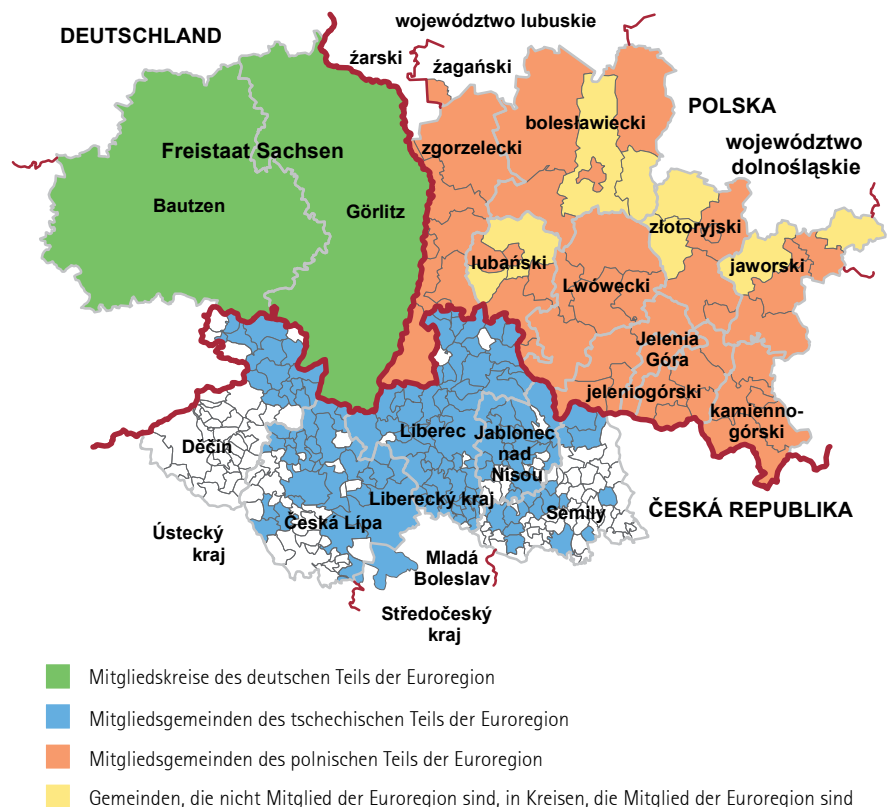 województwo lubuskie
DEUTSCHLAND
żarski
żagański
POLSKA
bolesławiecki
województwo
dolnośląskie
zgorzelecki
Freistaat Sachsen
Bautzen
Görlitz
złotoryjski
lubański
jaworski
Lwówecki
Jelenia
Góra
jeleniogórski
kamienno-
górski
Děčín
Liberec
Jablonec
nad
Nisou
Liberecký kraj
Semily
ČESKÁ REPUBLIKA
Česká Lípa
Ústecký
kraj
Mladá
Boleslav
Středočeský
kraj
Mitgliedskreise des deutschen Teils der Euroregion
Mitgliedsgemeinden des tschechischen Teils der Euroregion
Mitgliedsgemeinden des polnischen Teils der Euroregion
Gemeinden, die nicht Mitglied der Euroregion sind, in Kreisen, die Mitglied der Euroregion sind